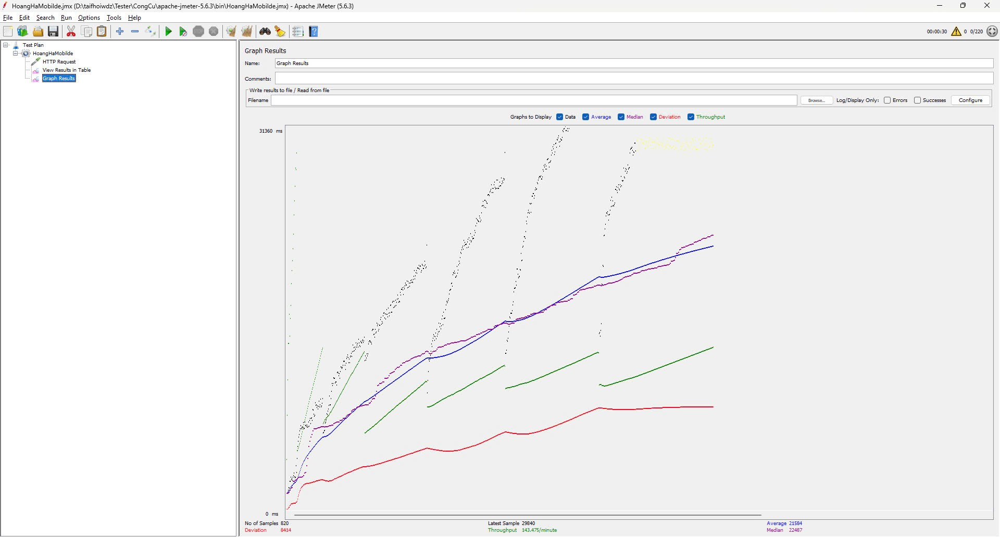 HoangHaMobilde.jmx (D:\taifhoiwdz\Tester\CongCu\apache-jmeter-5.6.3\bin\HoangHaMobilde.jmx) - Apache JMeter (5.6.3)
File Edit Search Run Options Tools Help
STOP 00:00:30 0 0/220
Test Plan
HoangHaMobilde
HTTP Request
View Results in Table
Graph Results
Graph Results
Name: Graph Results
Comments:
Write results to file / Read from file
Filename Browse... Log/Display Only: Errors Successes Configure
Graphs to Display Data Average Median Deviation Throughput
31360 ms
0 ms
No of Samples 820 Latest Sample 29840 Average 21584
Deviation 8414 Throughput 143.475/minute Median 22487